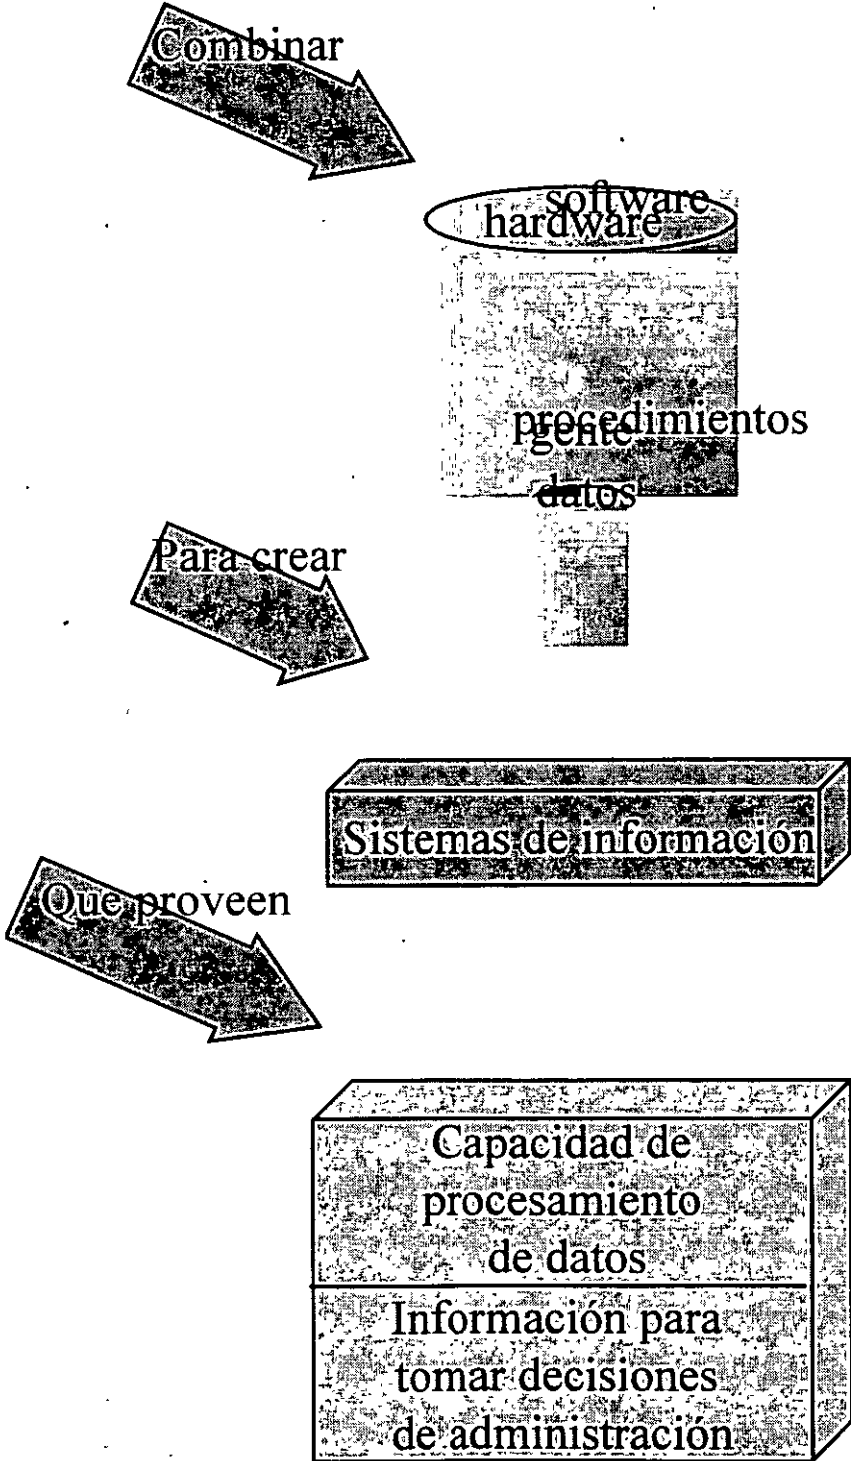 Combinar
software
hardware
procedimientos
gente
datos
Para crear
Sistemas de información
Que proveen
Capacidad de
procesamiento
de datos
Información para
tomar decisiones
de administración